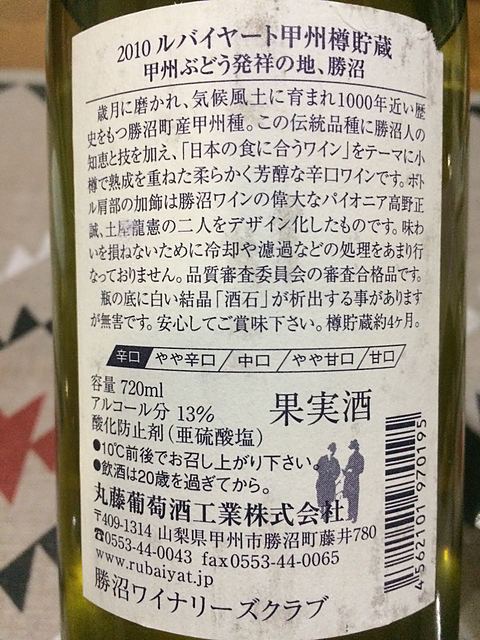 2010 ルバイヤート甲州樽貯蔵
甲州ぶどう発祥の地、勝沼
歳月に磨かれ、気候風土に育まれ1000年近い歴
史をもつ勝沼町産甲州種。この伝統品種に勝沼人の
知恵と技を加え、「日本の食に合うワイン」をテーマに小
樽で熟成を重ねた柔らかく芳醇な辛口ワインです。ボト
ル肩部の加飾は勝沼ワインの偉大なパイオニア高野正
誠、土屋龍憲の二人をデザイン化したものです。味わ
いを損ねないために冷却や濾過などの処理をあまり行
なっておりません。品質審査委員会の審査合格品です。
瓶の底に白い結晶「酒石」が析出する事があります
が無害です。安心してご賞味下さい。樽貯蔵約4ヶ月。
辛口 やや辛口 中口 やや甘口 甘口
容量 720ml
アルコール分 13%
果実酒
酸化防止剤(亜硫酸塩)
●10℃前後でお召し上がり下さい。
●飲酒は20歳を過ぎてから。
丸藤葡萄酒工業株式会社
〒409-1314 山梨県甲州市勝沼町藤井780
☎0553-44-0043 fax0553-44-0065
www.rubaiyat.jp
勝沼ワイナリーズクラブ
4562101970195